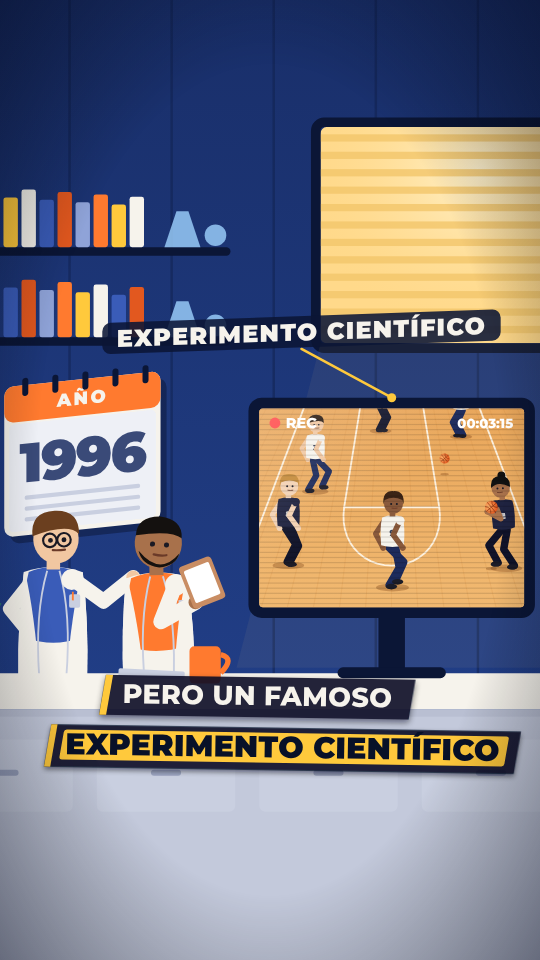 EXPERIMENTO CIENTÍFICO
AÑO
1996
REC
00:03:15
PERO UN FAMOSO
EXPERIMENTO CIENTÍFICO